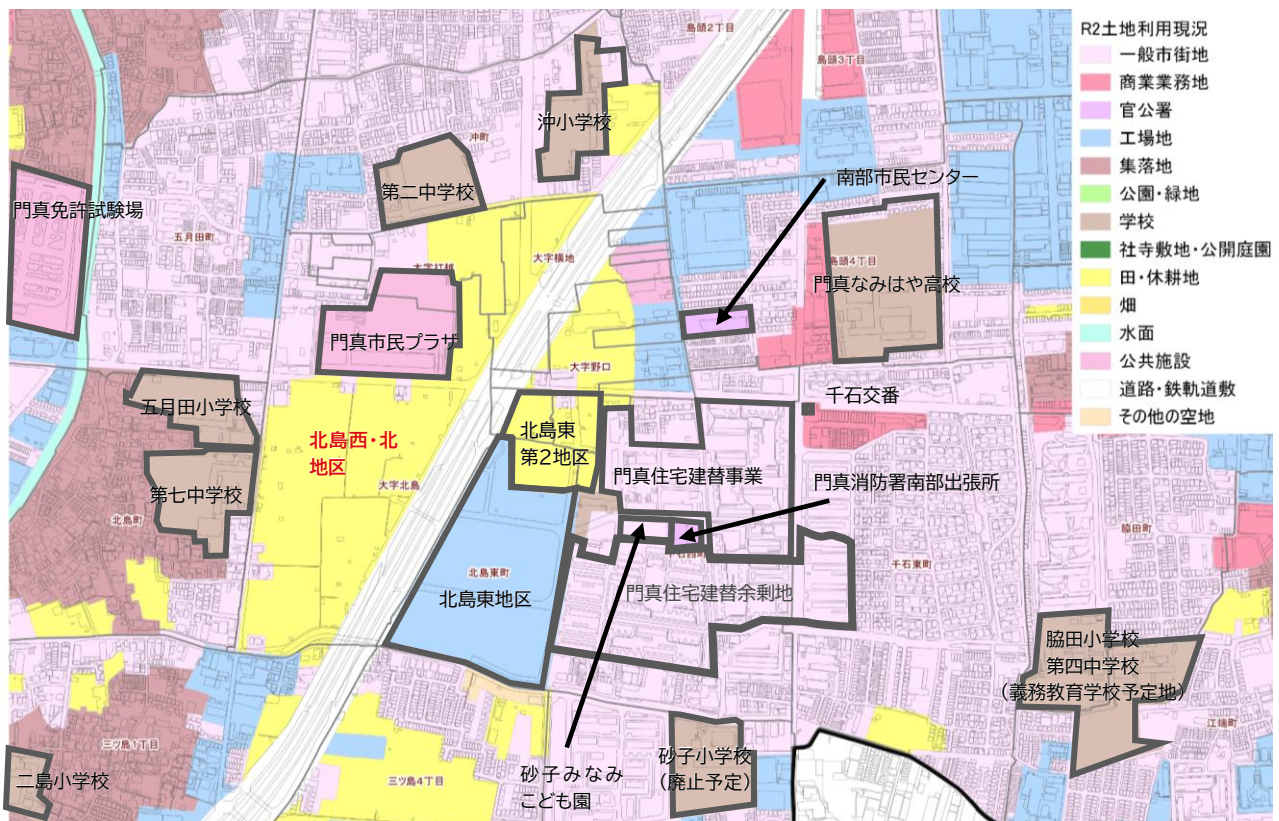 R2土地利用現況
一般市街地
商業業務地
官公署
工場地
集落地
公園・緑地
学校
社寺敷地・公開庭園
田・休耕地
畑
水面
公共施設
道路・鉄軌道敷
その他の空地
島頭2丁目
島頭3丁目
沖小学校
沖町
第二中学校
南部市民センター
門真免許試験場
五月田町
大字打越
大字横地
島頭4丁目
門真なみはや高校
門真市民プラザ
大字野口
千石交番
五月田小学校
北島西・北
地区
大字北島
北島東
第2地区
門真住宅建替事業
門真消防署南部出張所
第七中学校
北島町
脇田町
千石西町
千石東町
北島東町
北島東地区
門真住宅建替余剰地
脇田小学校
第四中学校
(義務教育学校予定地)
江端町
三ツ島1丁目
二島小学校
三ツ島4丁目
砂子みなみ
こども園
砂子小学校
(廃止予定)